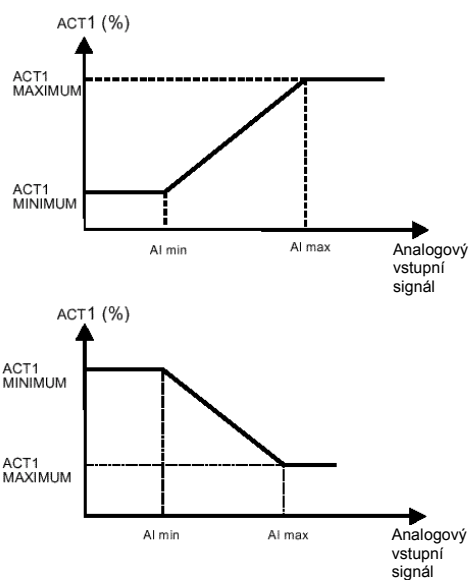 ACT1 (%)
ACT1
MAXIMUM
ACT1
MINIMUM
AI min
AI max
Analogový
vstupní
signál
ACT1 (%)
ACT1
MINIMUM
ACT1
MAXIMUM
AI min
AI max
Analogový
vstupní
signál